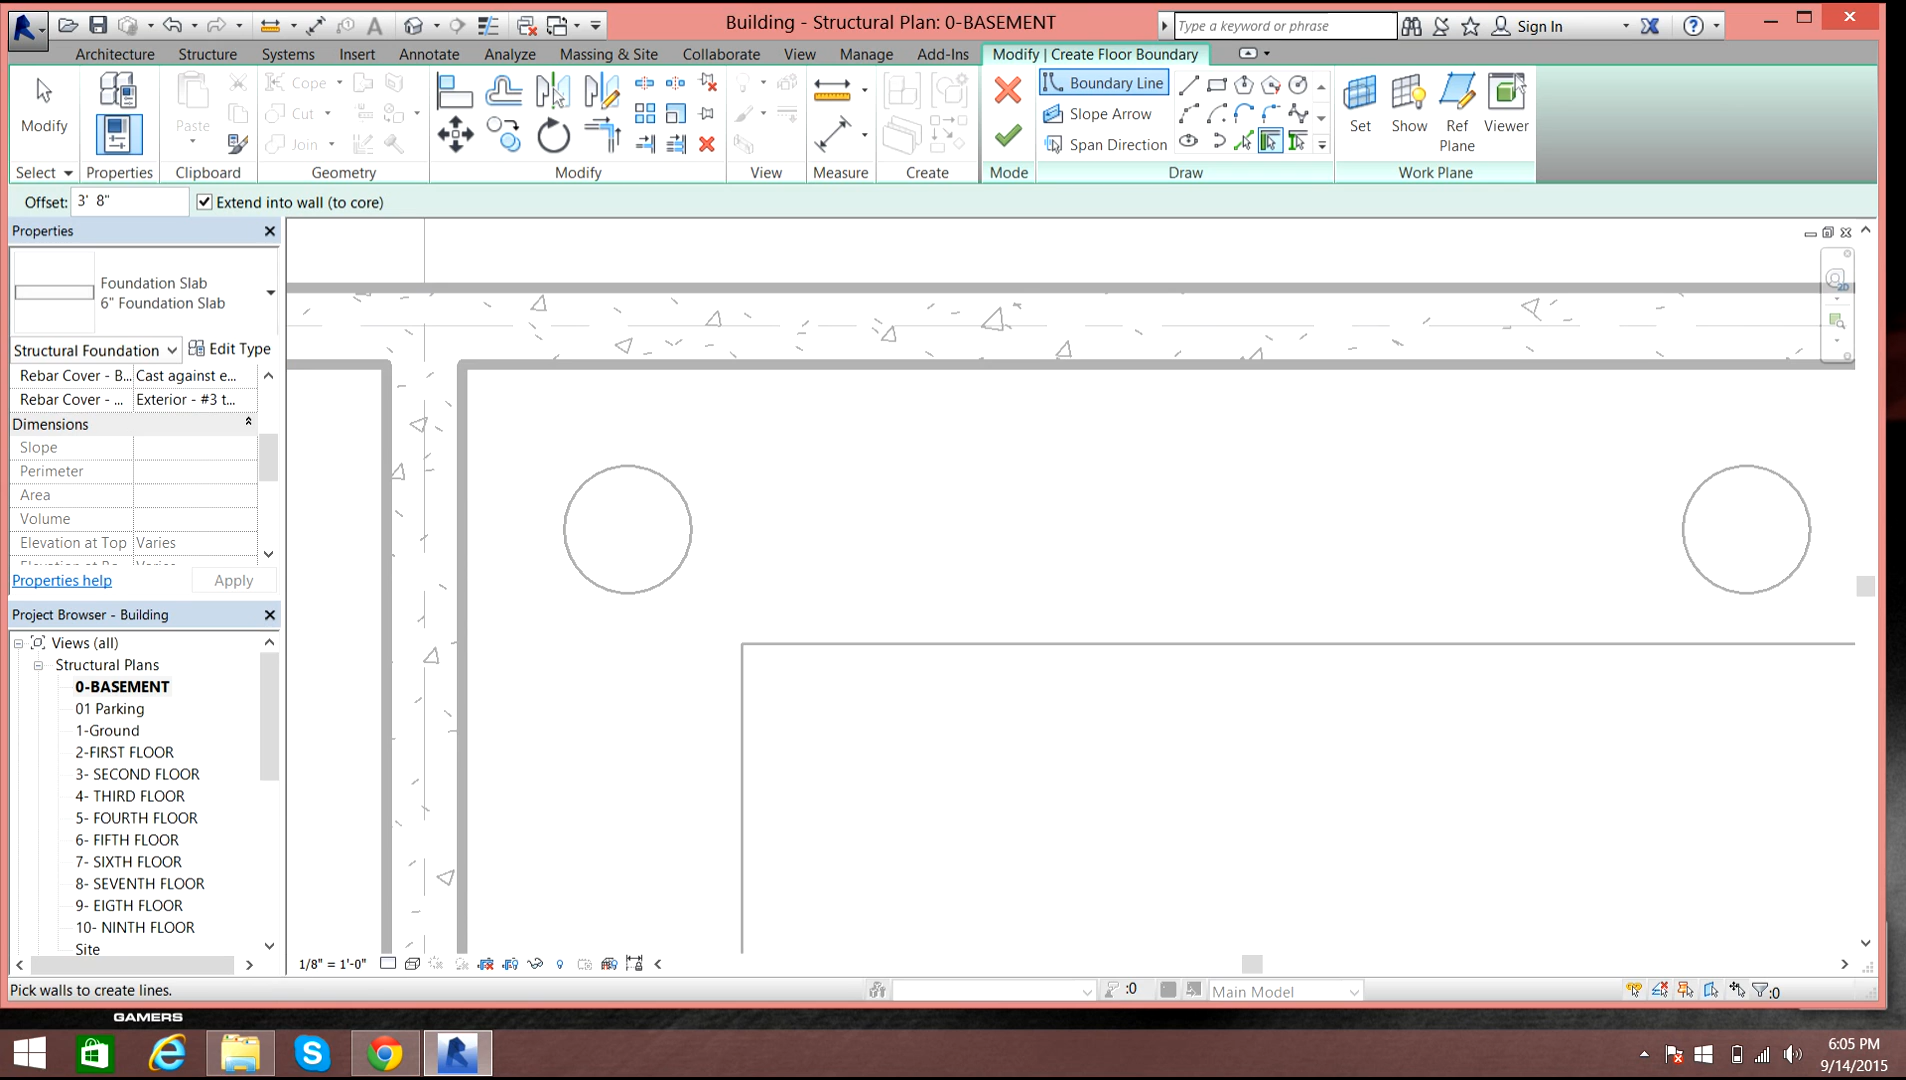 Building - Structural Plan: 0-BASEMENT
Type a keyword or phrase
Sign In
Architecture
Structure
Systems
Insert
Annotate
Analyze
Massing & Site
Collaborate
View
Manage
Add-Ins
Modify | Create Floor Boundary
Modify
Paste
Cope
Cut
Join
Boundary Line
Slope Arrow
Span Direction
Set
Show
Ref Plane
Viewer
Select
Properties
Clipboard
Geometry
Modify
View
Measure
Create
Mode
Draw
Work Plane
Offset: 3' 8"
Extend into wall (to core)
Properties
Foundation Slab
6" Foundation Slab
Structural Foundation
Edit Type
Rebar Cover - B... Cast against e...
Rebar Cover - ... Exterior - #3 t...
Dimensions
Slope
Perimeter
Area
Volume
Elevation at Top Varies
Properties help
Apply
Project Browser - Building
Views (all)
Structural Plans
0-BASEMENT
01 Parking
1-Ground
2-FIRST FLOOR
3- SECOND FLOOR
4- THIRD FLOOR
5- FOURTH FLOOR
6- FIFTH FLOOR
7- SIXTH FLOOR
8- SEVENTH FLOOR
9- EIGTH FLOOR
10- NINTH FLOOR
Site
2D
1/8" = 1'-0"
Pick walls to create lines.
:0
Main Model
:0
GAMERS
6:05 PM
9/14/2015